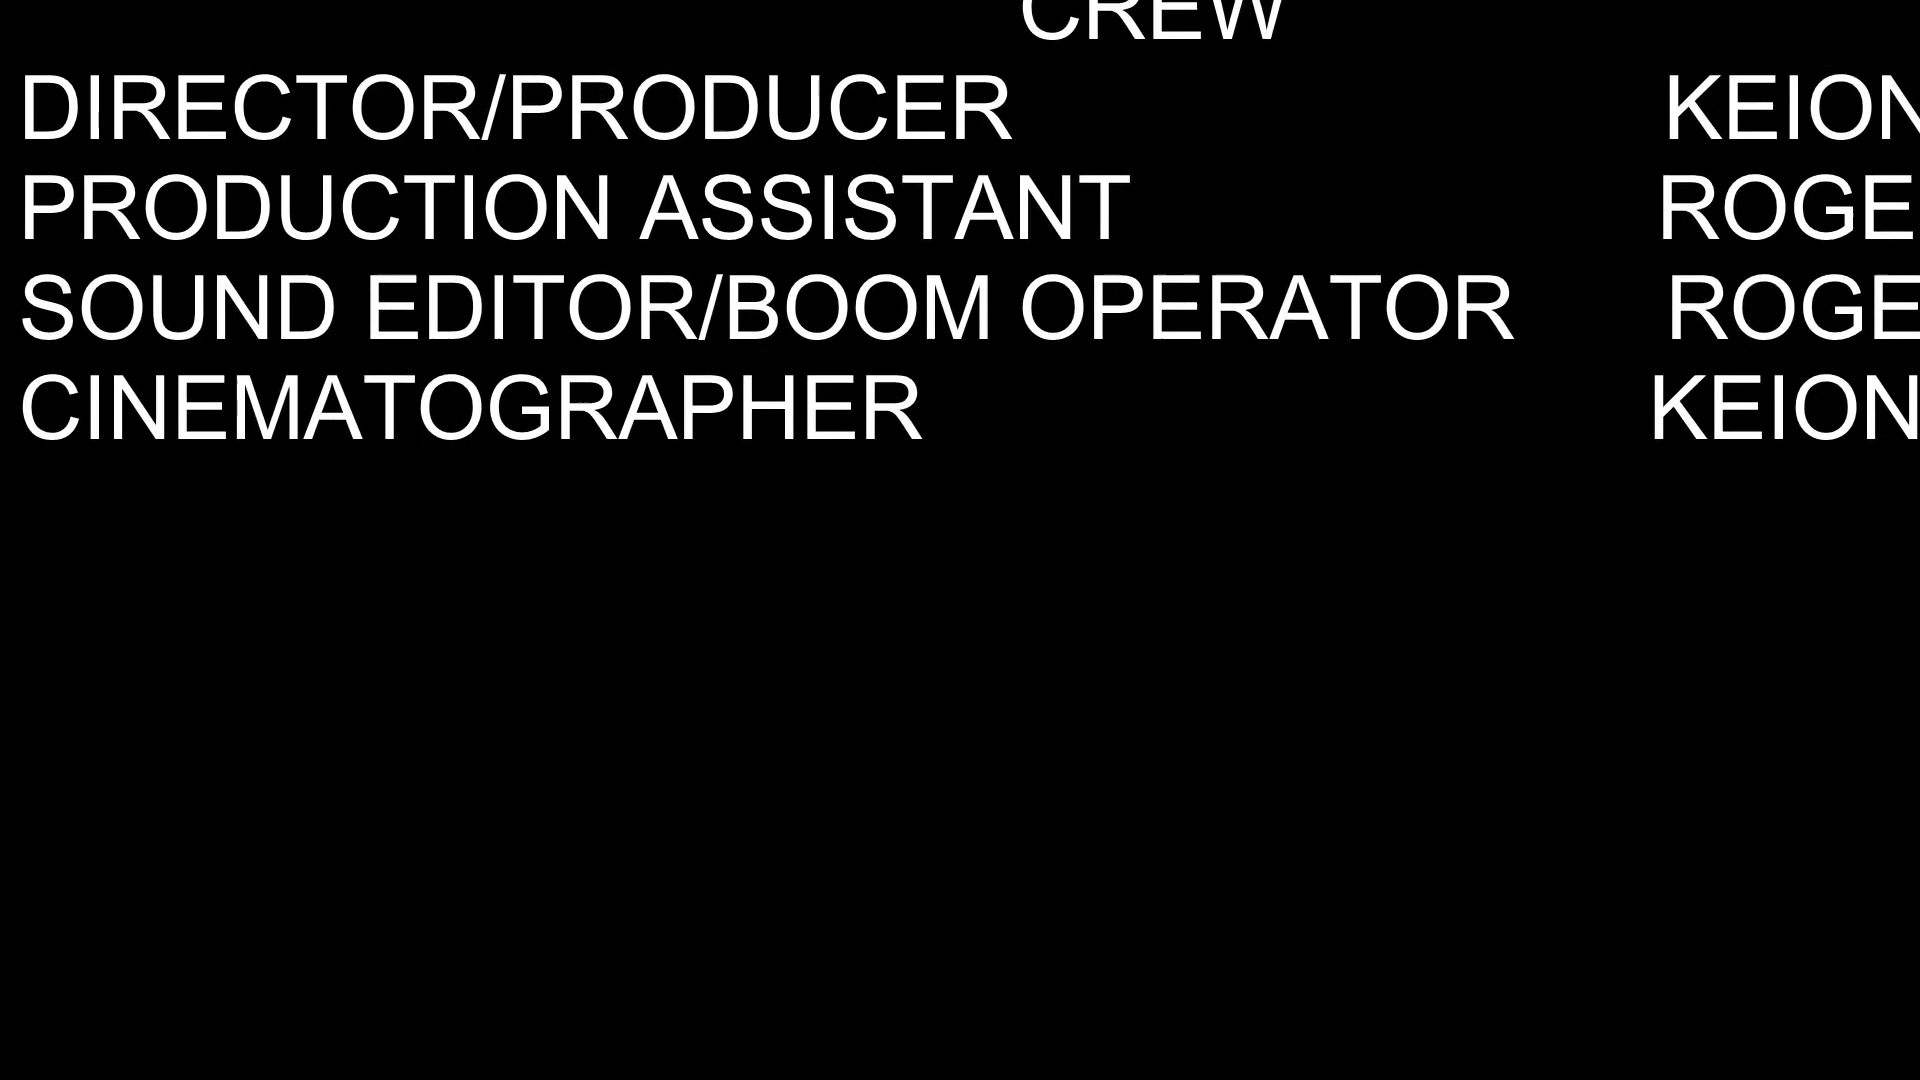 CREW
DIRECTOR/PRODUCER KEION
PRODUCTION ASSISTANT ROGE
SOUND EDITOR/BOOM OPERATOR ROGE
CINEMATOGRAPHER KEION